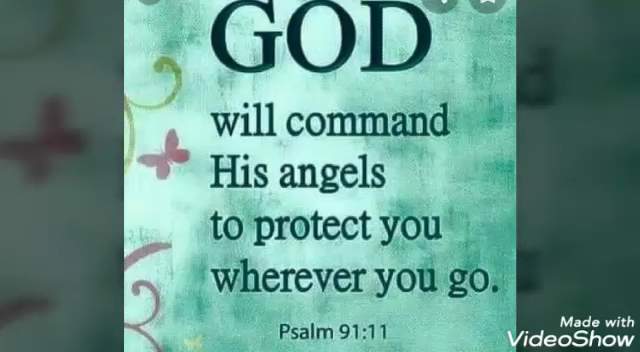 GOD
will command
His angels
to protect you
wherever you go.
Psalm 91:11
Made with
VideoShow